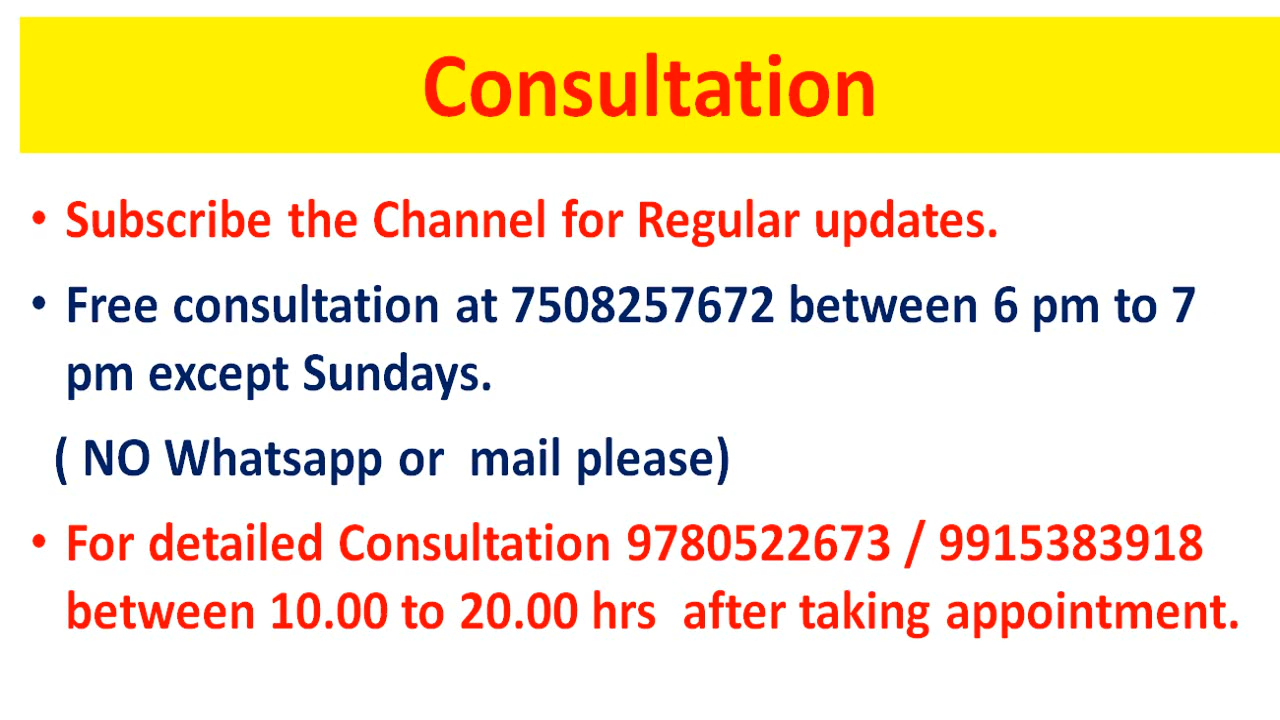 Consultation
• Subscribe the Channel for Regular updates.
• Free consultation at 7508257672 between 6 pm to 7
pm except Sundays.
( NO Whatsapp or  mail please)
• For detailed Consultation 9780522673 / 9915383918
between 10.00 to 20.00 hrs  after taking appointment.